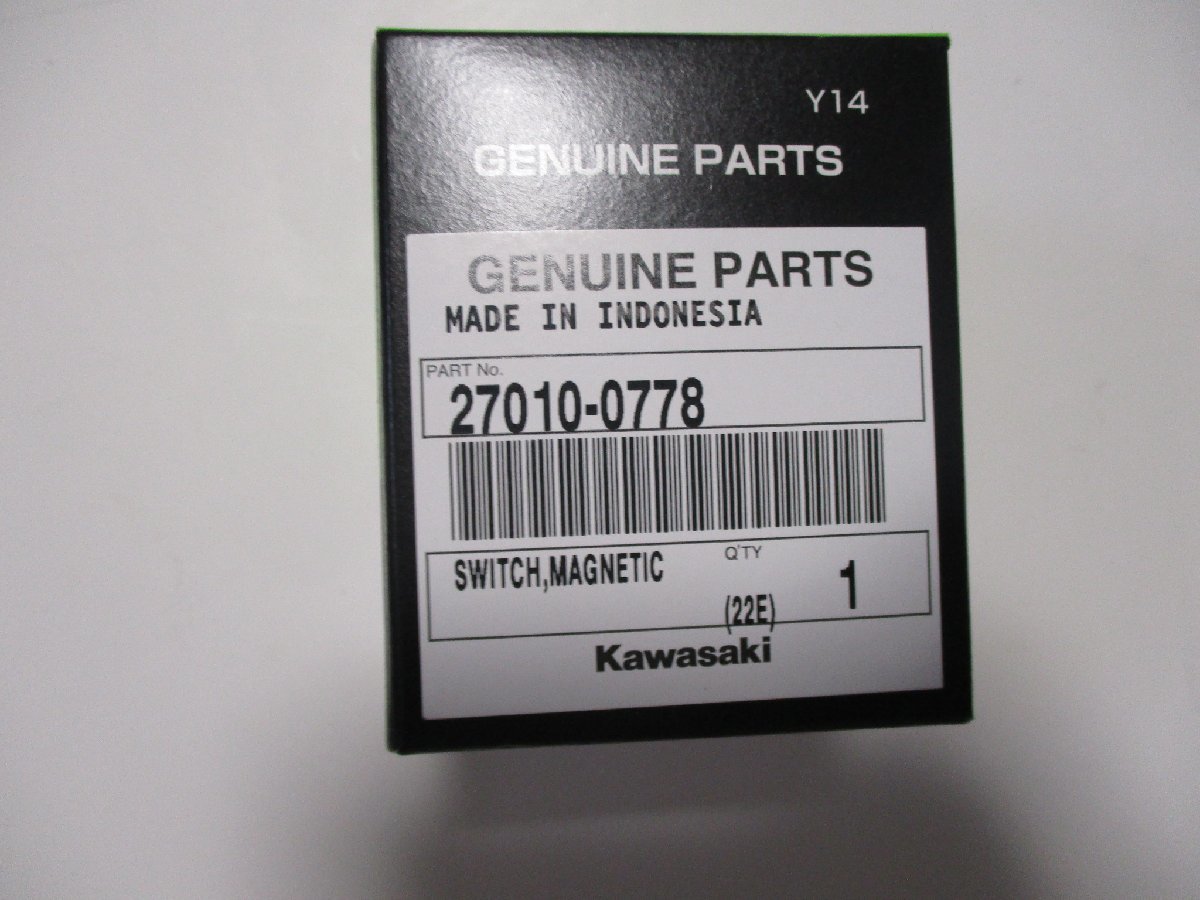 Y14
GENUINE PARTS
GENUINE PARTS
MADE IN INDONESIA
PART No.
27010-0778
SWITCH,MAGNETIC
Q'TY
(22E)
1
Kawasaki